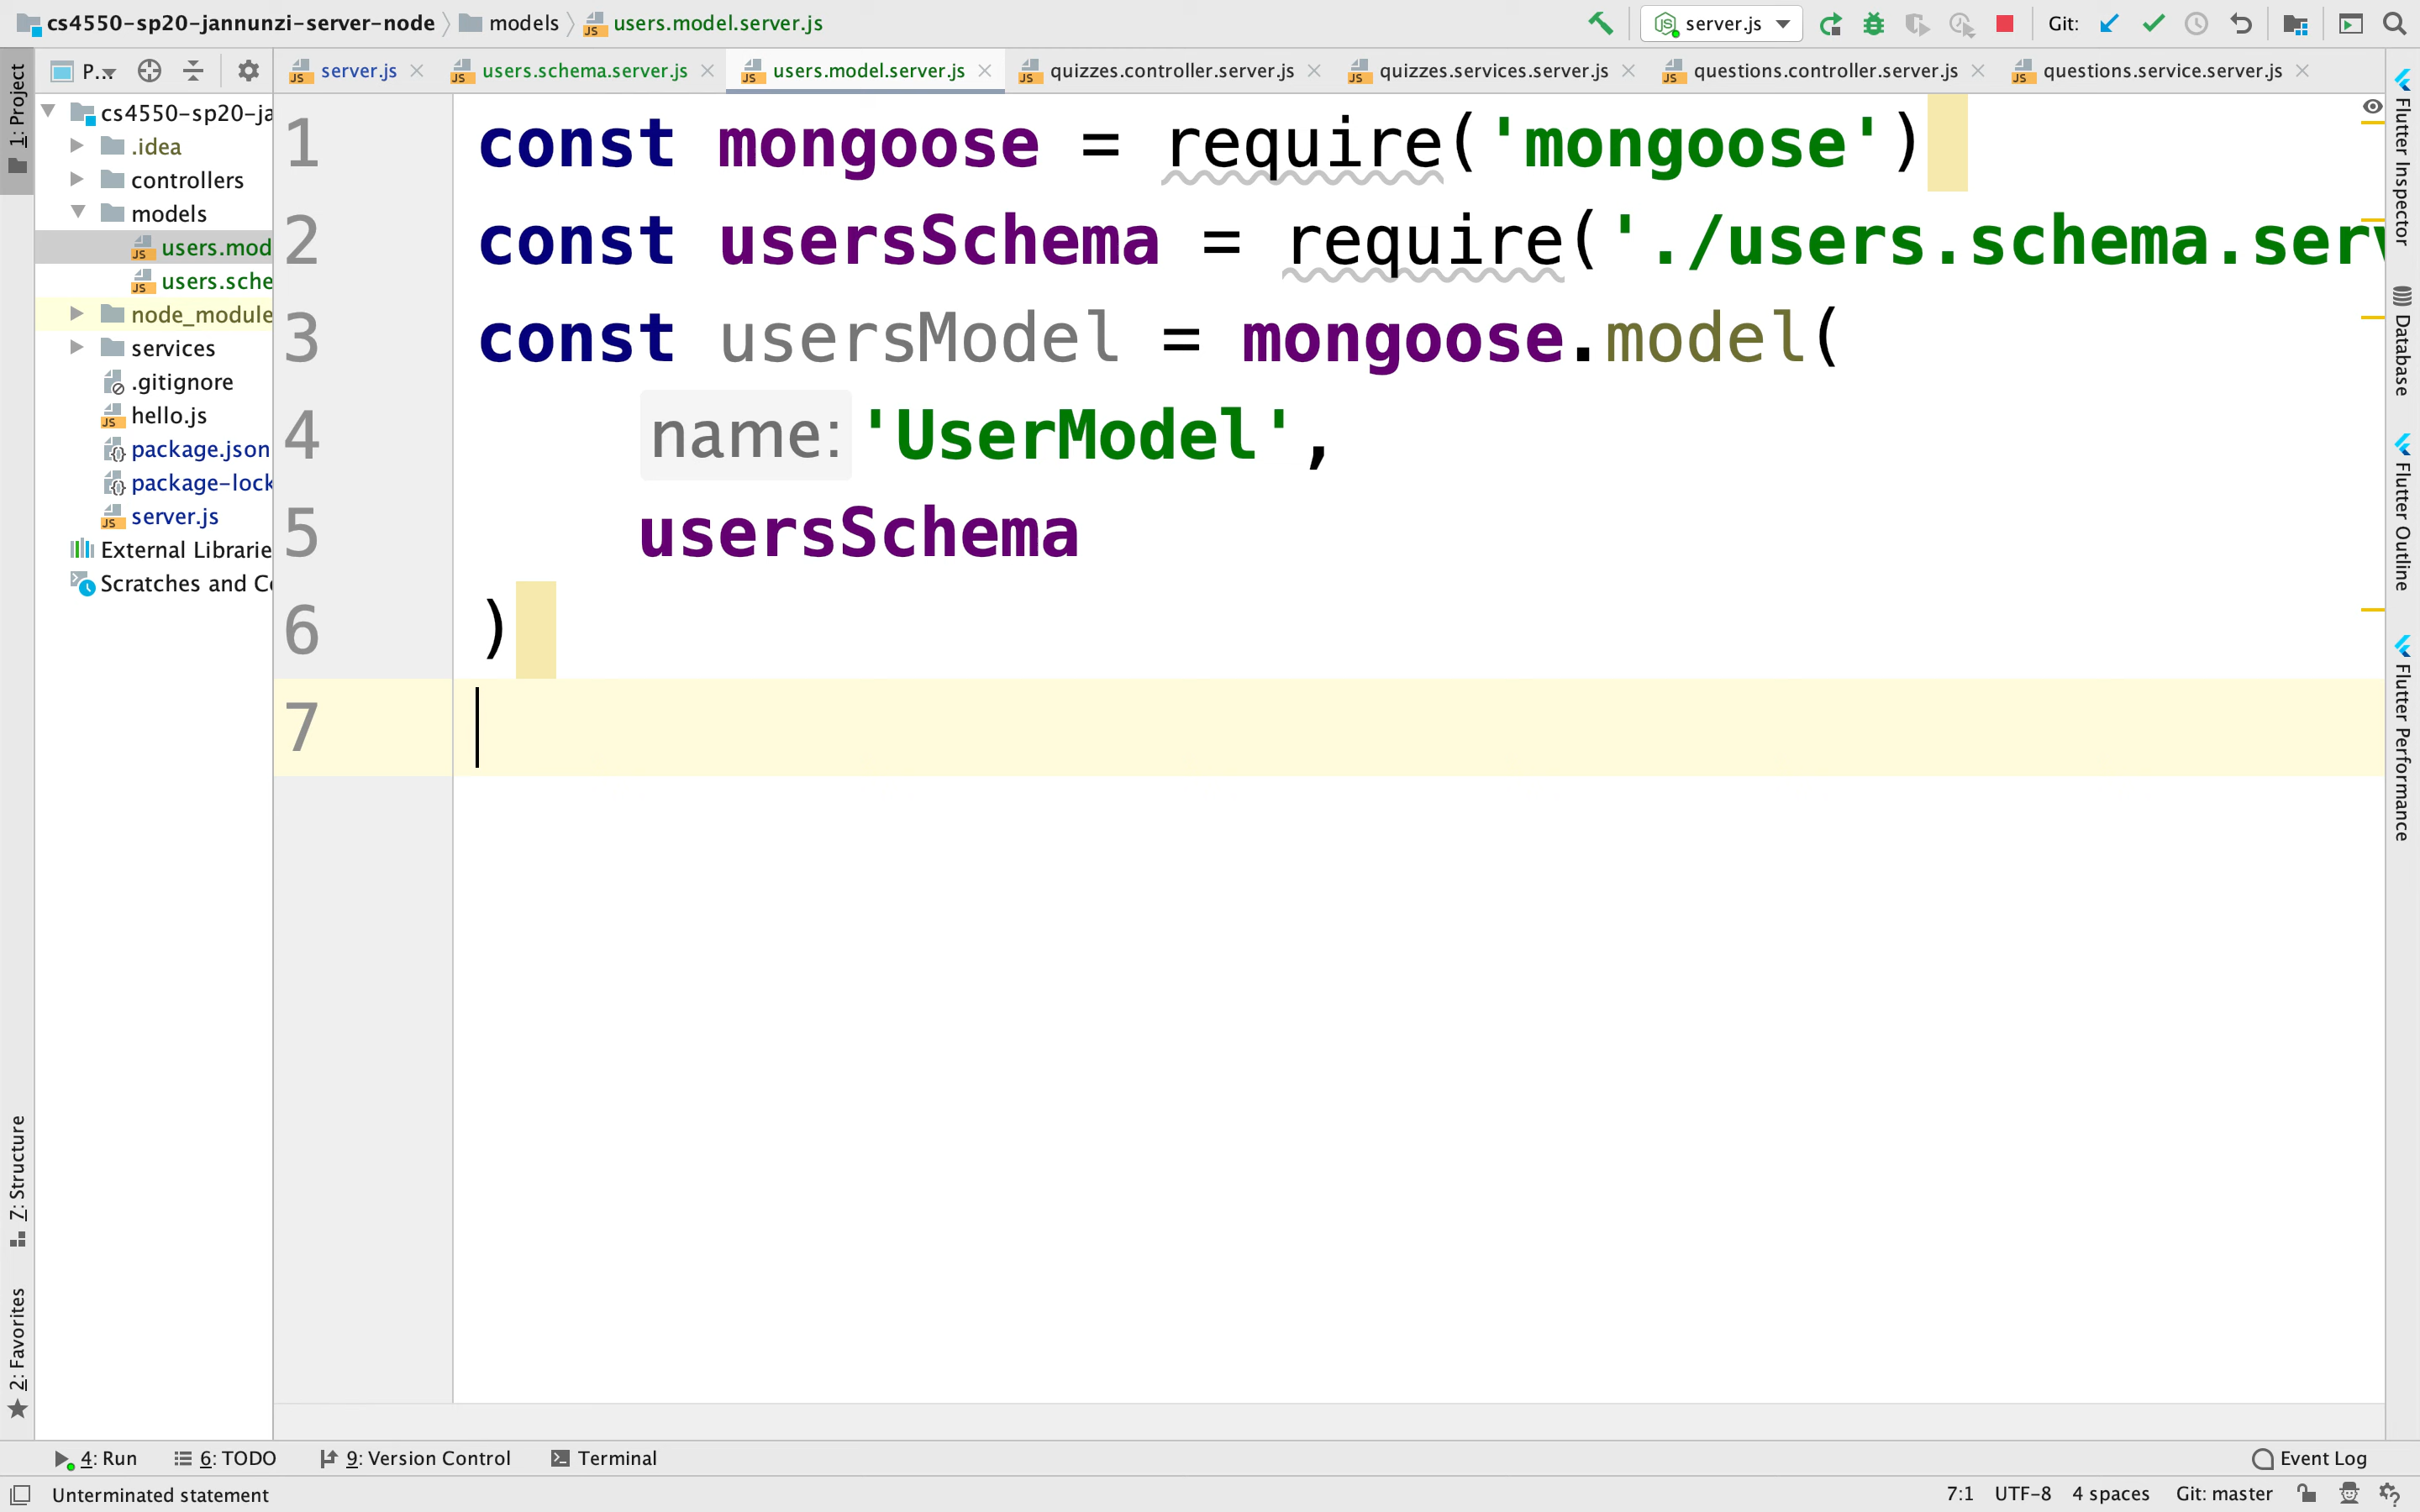 cs4550-sp20-jannunzi-server-node models users.model.server.js server.js Git:
1: Project P... server.js users.schema.server.js users.model.server.js quizzes.controller.server.js quizzes.services.server.js questions.controller.server.js questions.service.server.js
cs4550-sp20-ja
.idea
controllers
models
users.mod
users.sche
node_module
services
.gitignore
hello.js
package.json
package-lock
server.js
External Librarie
Scratches and Co
1 const mongoose = require('mongoose')
2 const usersSchema = require('./users.schema.serv
3 const usersModel = mongoose.model(
4 name: 'UserModel',
5 usersSchema
6 )
7
Flutter Inspector
Database
Flutter Outline
Flutter Performance
7: Structure
2: Favorites
4: Run 6: TODO 9: Version Control Terminal Event Log
Unterminated statement 7:1 UTF-8 4 spaces Git: master